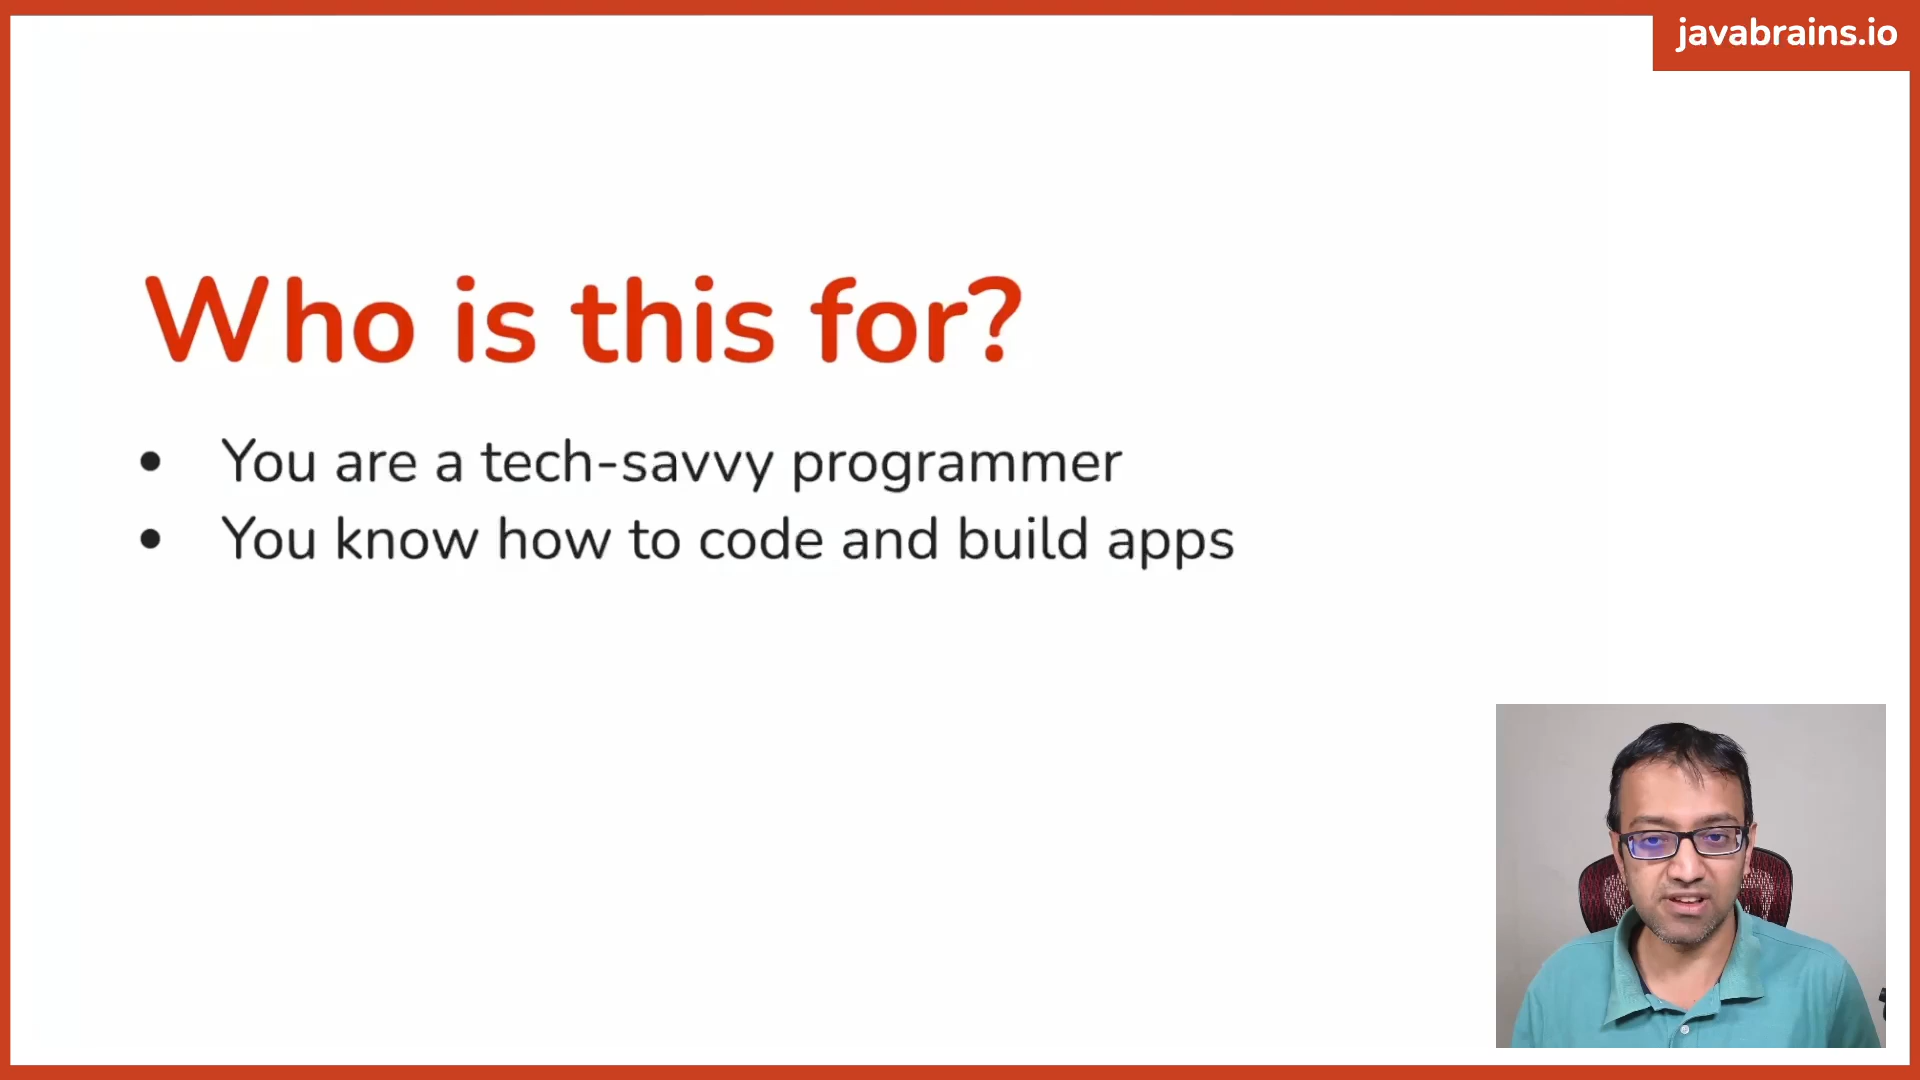 javabrains.io
Who is this for?
• You are a tech-savvy programmer
• You know how to code and build apps